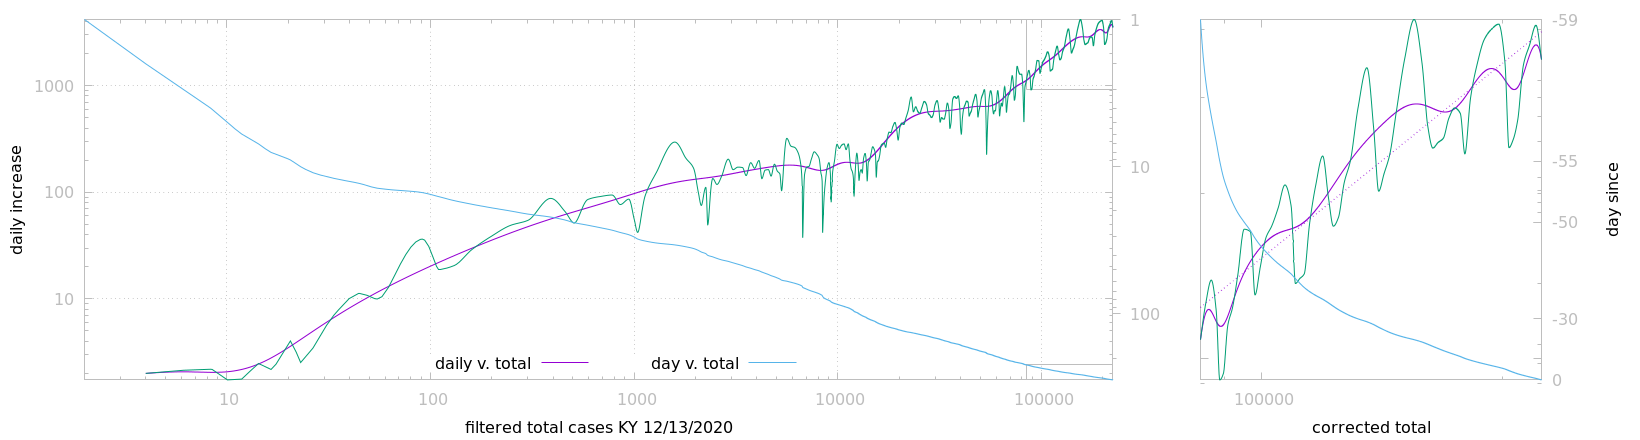 1000
100
10
daily increase
10
100
1000
10000
100000
filtered total cases KY 12/13/2020
daily v. total
day v. total
1
10
100
100000
corrected total
-59
-55
-50
-30
0
day since